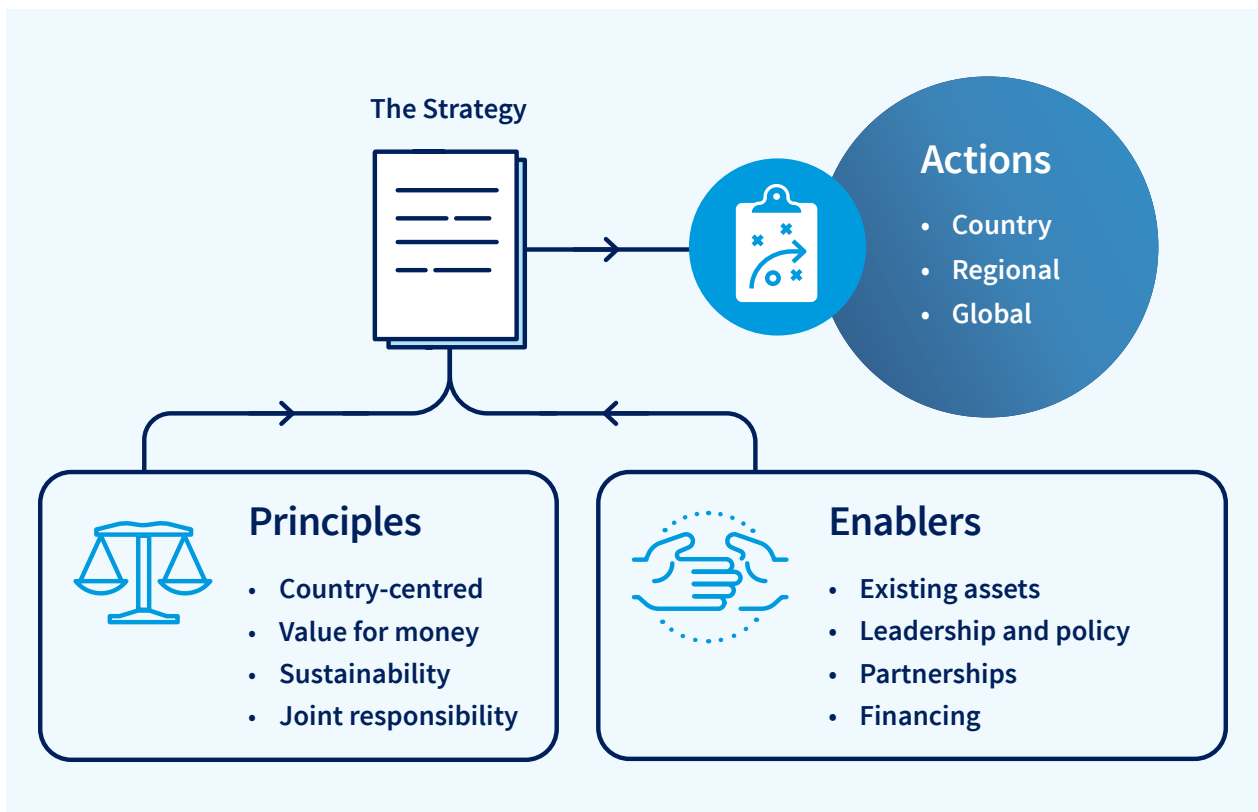 The Strategy
Actions
• Country
• Regional
• Global
Principles
• Country-centred
• Value for money
• Sustainability
• Joint responsibility
Enablers
• Existing assets
• Leadership and policy
• Partnerships
• Financing